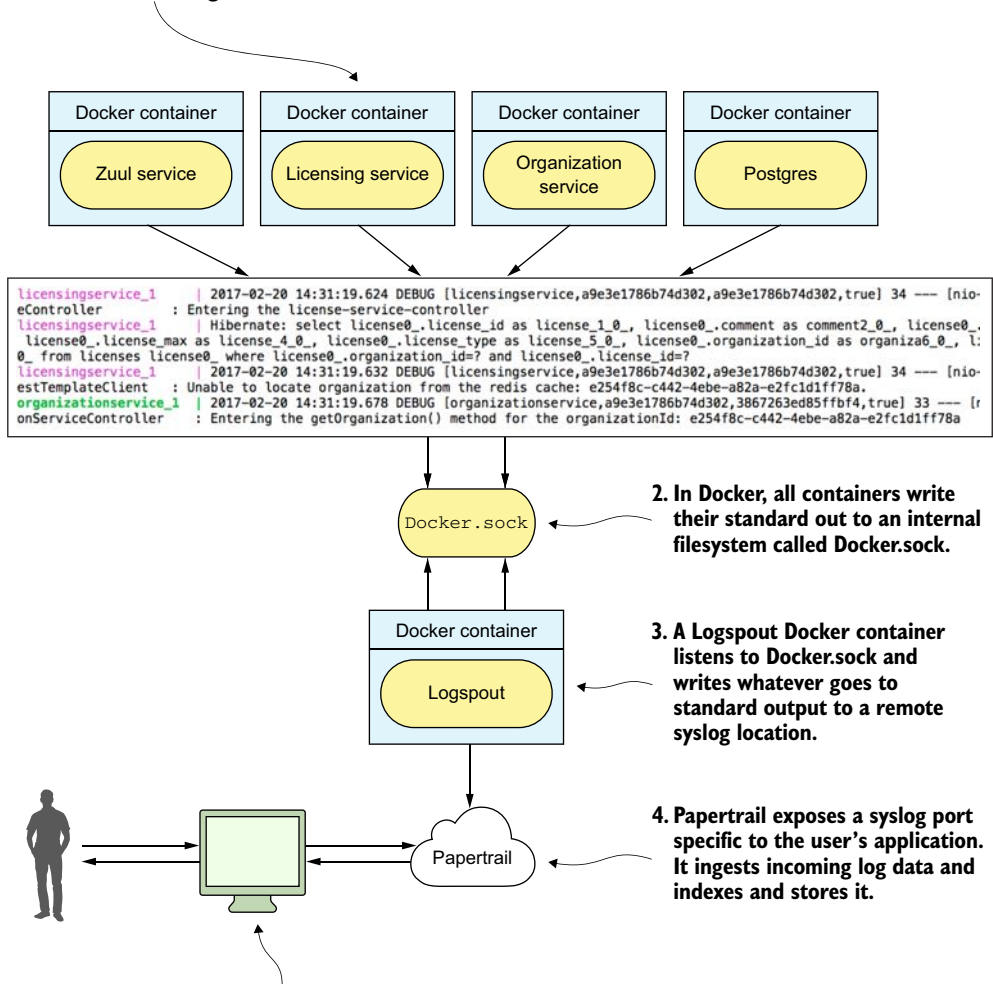 Docker container
Docker container
Docker container
Docker container
Zuul service
Licensing service
Organization
service
Postgres
licensingservice_1 | 2017-02-20 14:31:19.624 DEBUG [licensingservice,a9e3e1786b74d302,a9e3e1786b74d302,true] 34 --- [nio-
eController : Entering the license-service-controller
licensingservice_1 | Hibernate: select license0_.license_id as license_1_0_, license0_.comment as comment2_0_, license0_.
license0_.license_max as license_4_0_, license0_.license_type as license_5_0_, license0_.organization_id as organiza6_0_, li
0_ from licenses license0_ where license0_.organization_id=? and license0_.license_id=?
licensingservice_1 | 2017-02-20 14:31:19.632 DEBUG [licensingservice,a9e3e1786b74d302,a9e3e1786b74d302,true] 34 --- [nio-
estTemplateClient : Unable to locate organization from the redis cache: e254f8c-c442-4ebe-a82a-e2fc1d1ff78a.
organizationservice_1 | 2017-02-20 14:31:19.678 DEBUG [organizationservice,a9e3e1786b74d302,3867263ed85ffbf4,true] 33 --- [r
onServiceController : Entering the getOrganization() method for the organizationId: e254f8c-c442-4ebe-a82a-e2fc1d1ff78a
Docker.sock
2. In Docker, all containers write
their standard out to an internal
filesystem called Docker.sock.
Docker container
Logspout
3. A Logspout Docker container
listens to Docker.sock and
writes whatever goes to
standard output to a remote
syslog location.
Papertrail
4. Papertrail exposes a syslog port
specific to the user's application.
It ingests incoming log data and
indexes and stores it.